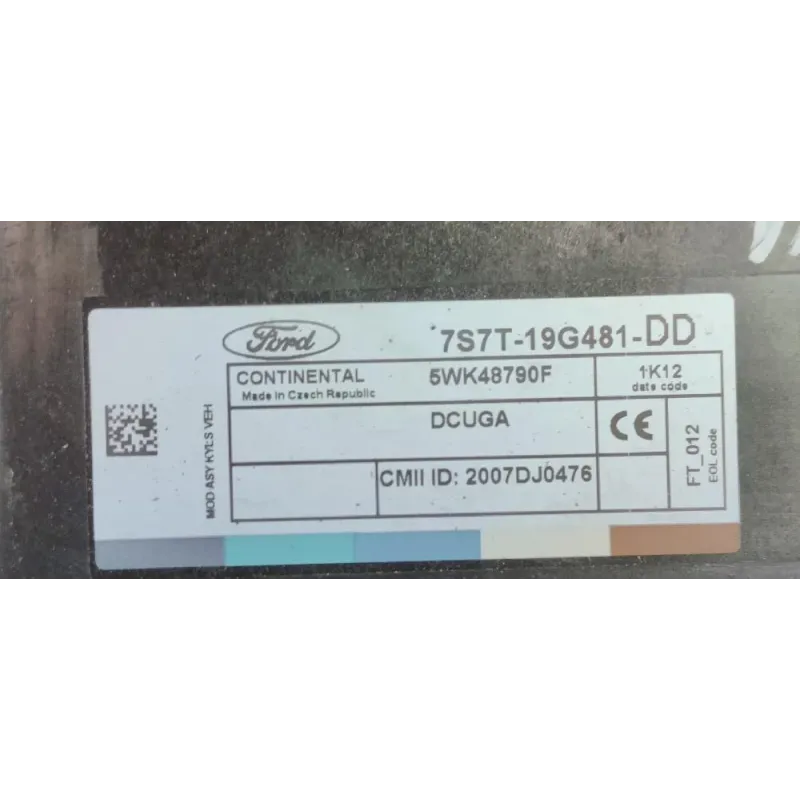 Ford
7S7T-19G481-DD
CONTINENTAL
Made in Czech Republic
5WK48790F
1K12
date code
DCUGA
CE
CMII ID: 2007DJ0476
FT_012
EOL code
MOD ASY KYLS VEH